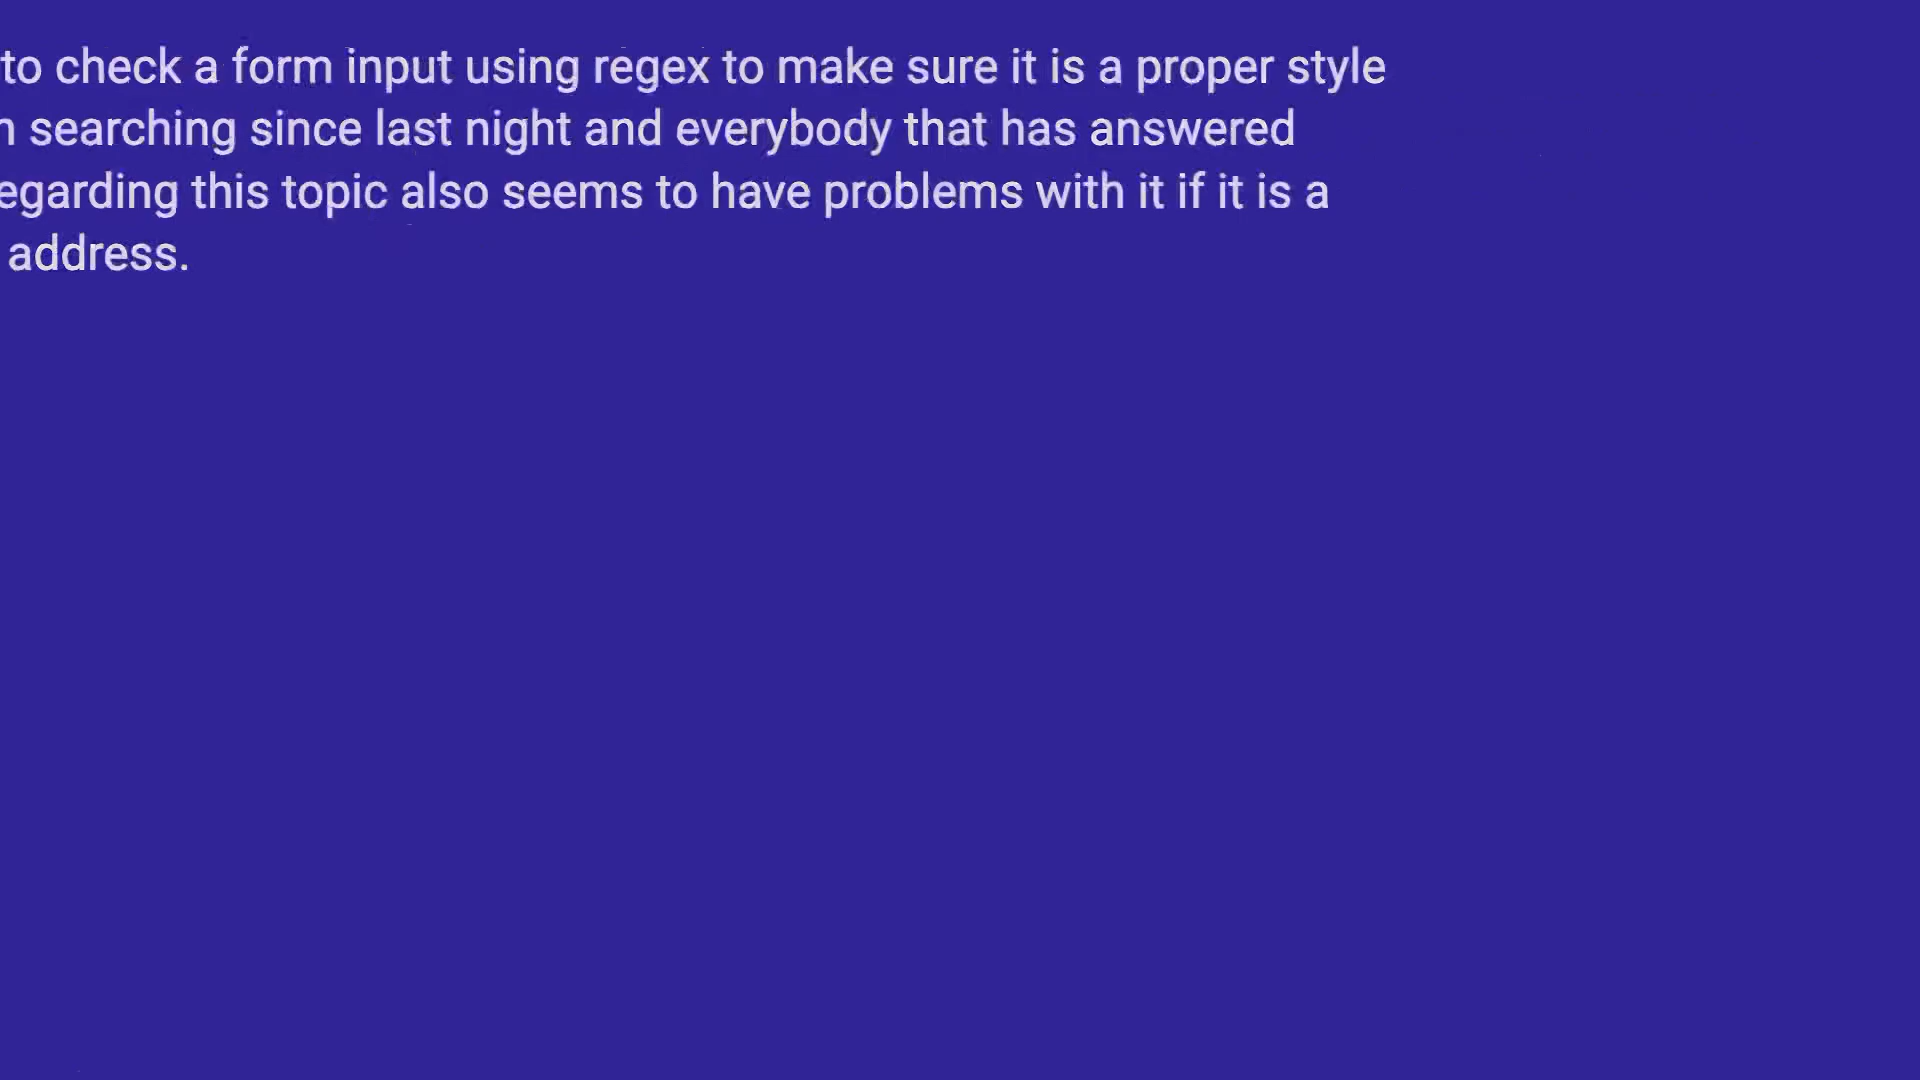 to check a form input using regex to make sure it is a proper style
searching since last night and everybody that has answered
this topic also seems to have problems with it if it is a
address.